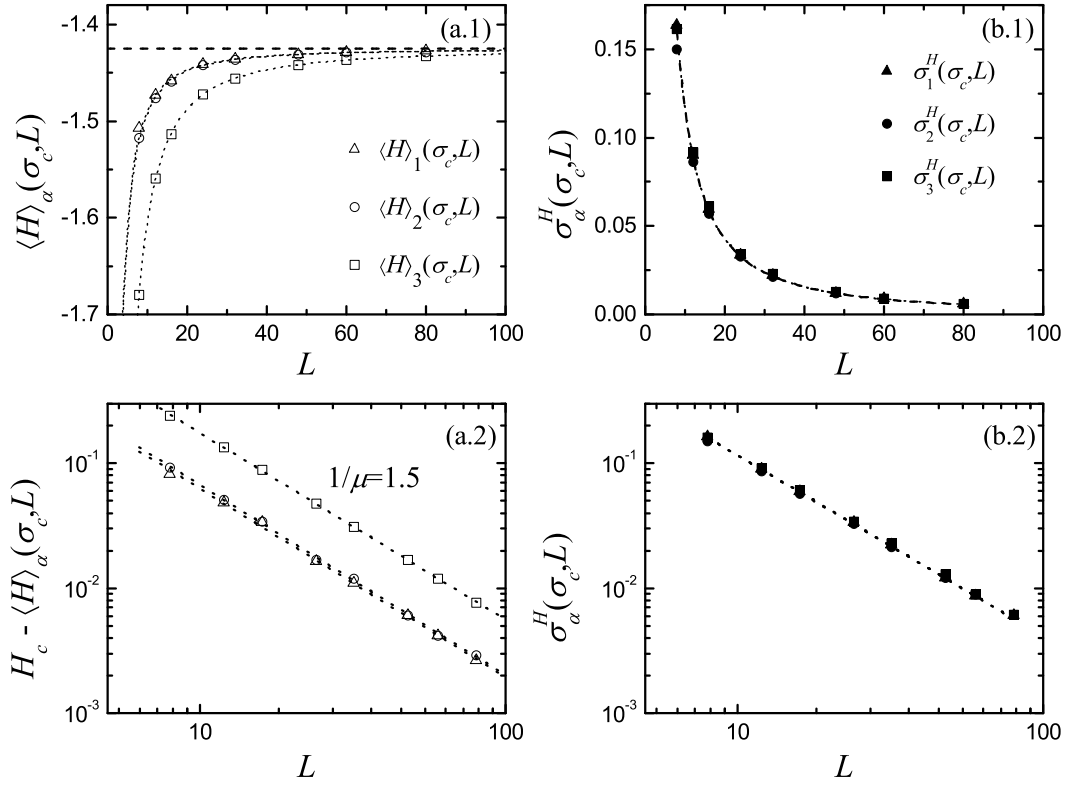 (a.1)
-1.4
-1.5
-1.6
-1.7
⟨H⟩α(σc,L)
⟨H⟩1(σc,L)
⟨H⟩2(σc,L)
⟨H⟩3(σc,L)
0 20 40 60 80 100
L
(b.1)
0.15
0.10
0.05
0.00
σαH(σc,L)
σ1H(σc,L)
σ2H(σc,L)
σ3H(σc,L)
0 20 40 60 80 100
L
(a.2)
10-1
10-2
10-3
Hc - ⟨H⟩α(σc,L)
1/μ=1.5
10 100
L
(b.2)
10-1
10-2
10-3
σαH(σc,L)
10 100
L